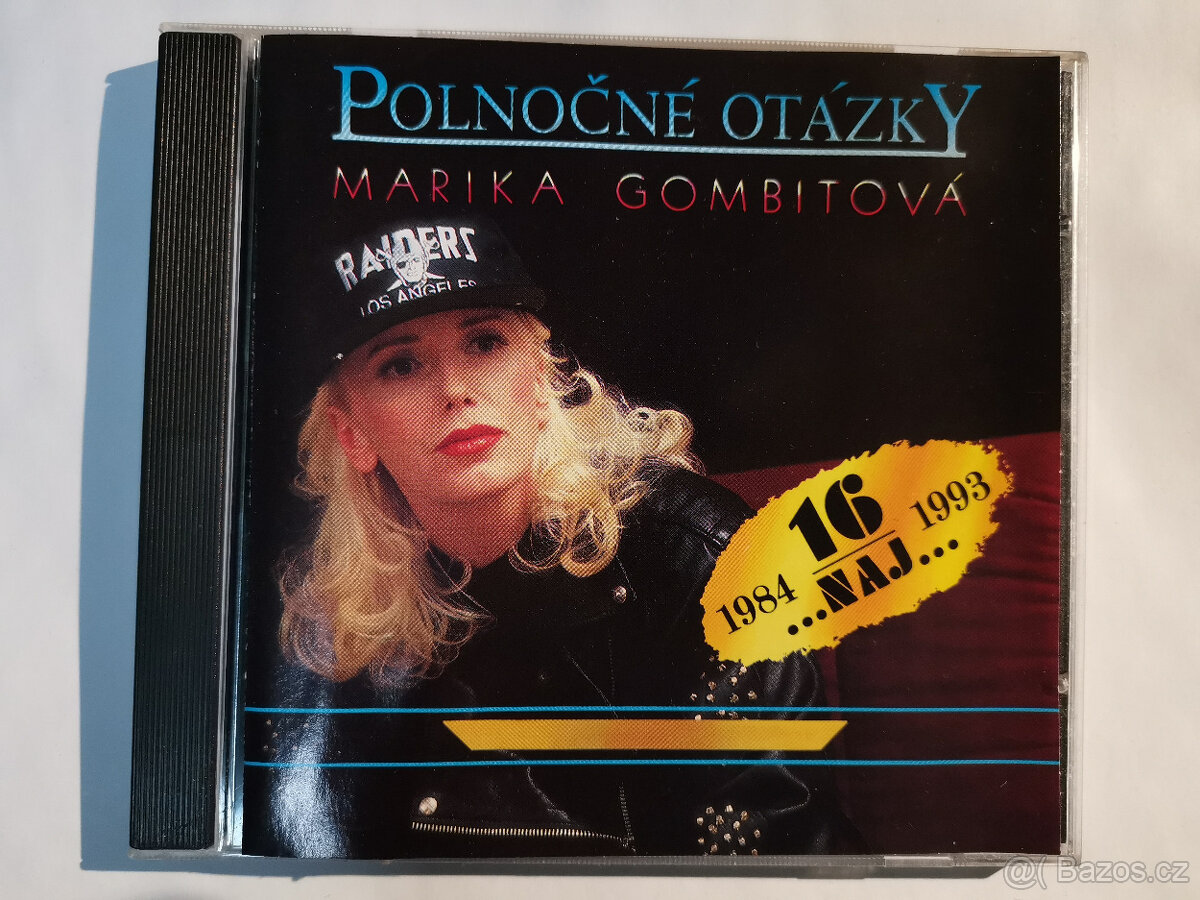 POLNOČNÉ OTÁZKY
MARIKA GOMBITOVÁ
RAIDERS
LOS ANGELES
1984 16 1993
...NAJ...
@( Bazos.cz